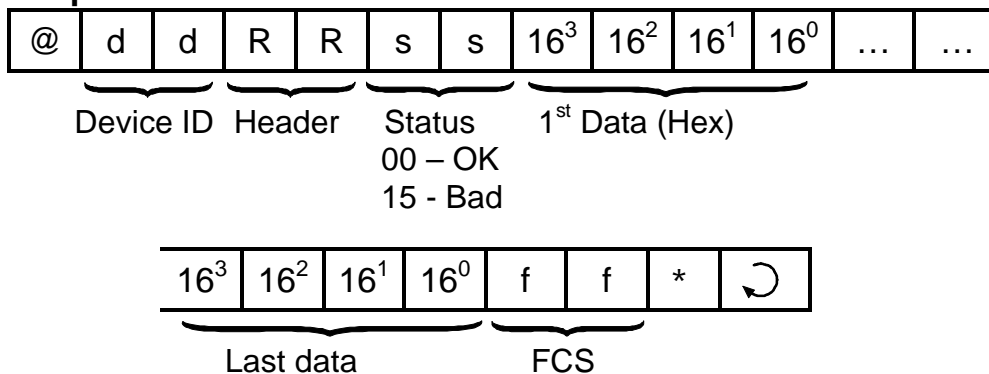 @ d d R R s s 16³ 16² 16¹ 16⁰ ... ...
Device ID Header Status 1st Data (Hex)
00 – OK
15 - Bad
16³ 16² 16¹ 16⁰ f f *
Last data FCS